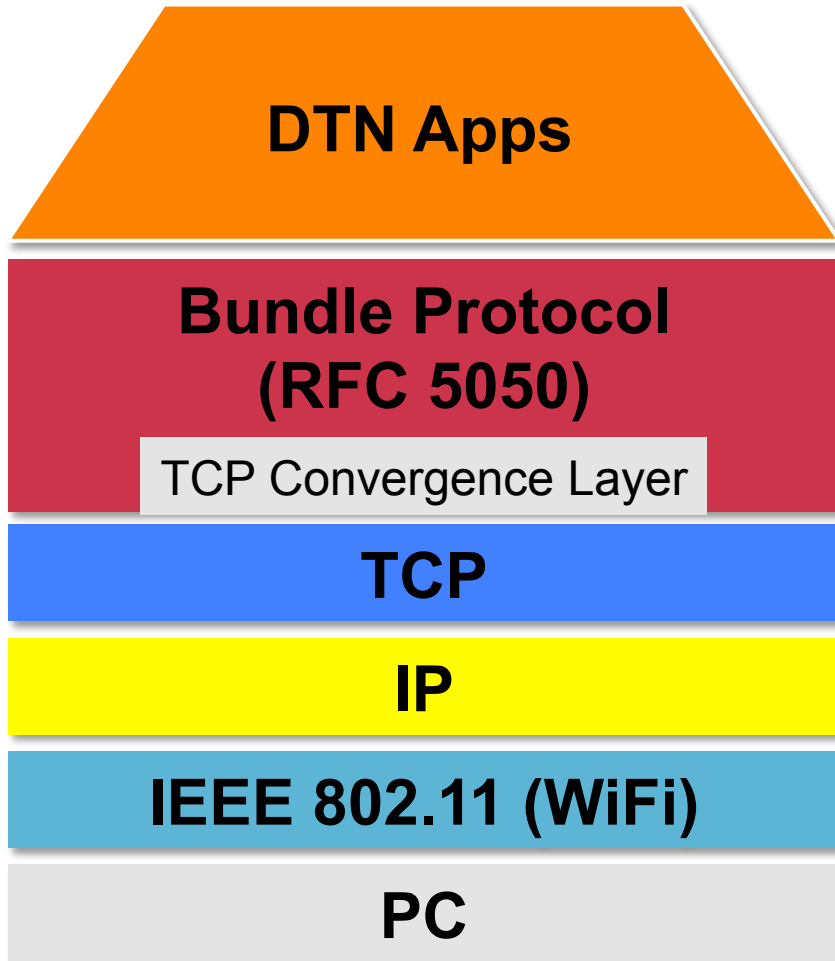 DTN Apps
Bundle Protocol
(RFC 5050)
TCP Convergence Layer
TCP
IP
IEEE 802.11 (WiFi)
PC